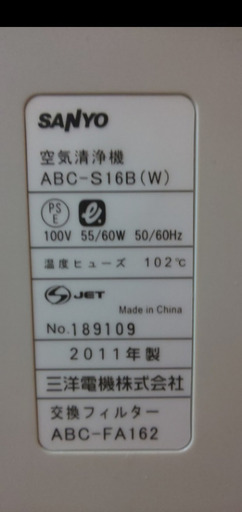 SANYO
空気清浄機
ABC-S16B(W)
PS
E
e
100V 55/60W 50/60Hz
温度ヒューズ 102℃
S JET
Made in China
No.189109
2011年製
三洋電機株式会社
交換フィルター
ABC-FA162